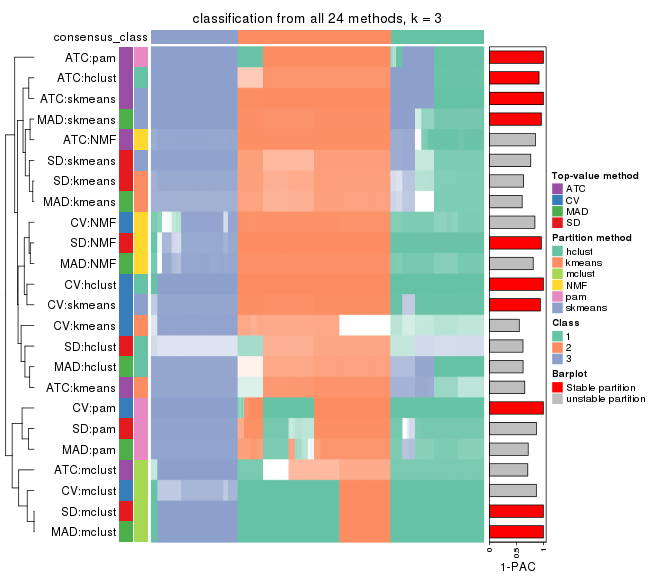 classification from all 24 methods, k = 3
consensus_class
ATC:pam
ATC:hclust
ATC:skmeans
MAD:skmeans
ATC:NMF
SD:skmeans
SD:kmeans
MAD:kmeans
CV:NMF
SD:NMF
MAD:NMF
CV:hclust
CV:skmeans
CV:kmeans
SD:hclust
MAD:hclust
ATC:kmeans
CV:pam
SD:pam
MAD:pam
ATC:mclust
CV:mclust
SD:mclust
MAD:mclust
0
0.5
1
1-PAC
Top-value method
ATC
CV
MAD
SD
Partition method
hclust
kmeans
mclust
NMF
pam
skmeans
Class
1
2
3
Barplot
Stable partition
unstable partition